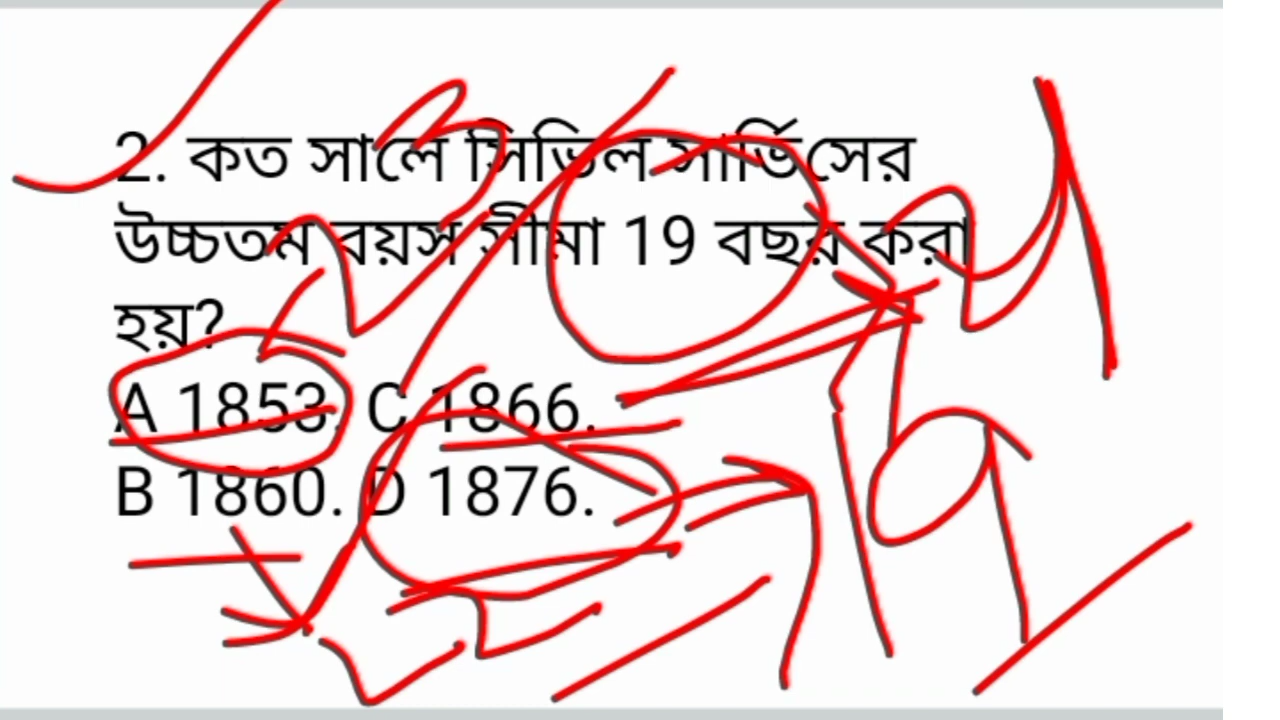 2. কত সালে সিভিল সার্ভিসের
উচ্চতম বয়স সীমা 19 বছর করা
হয়?
A 1853. C 1866.
B 1860. D 1876.